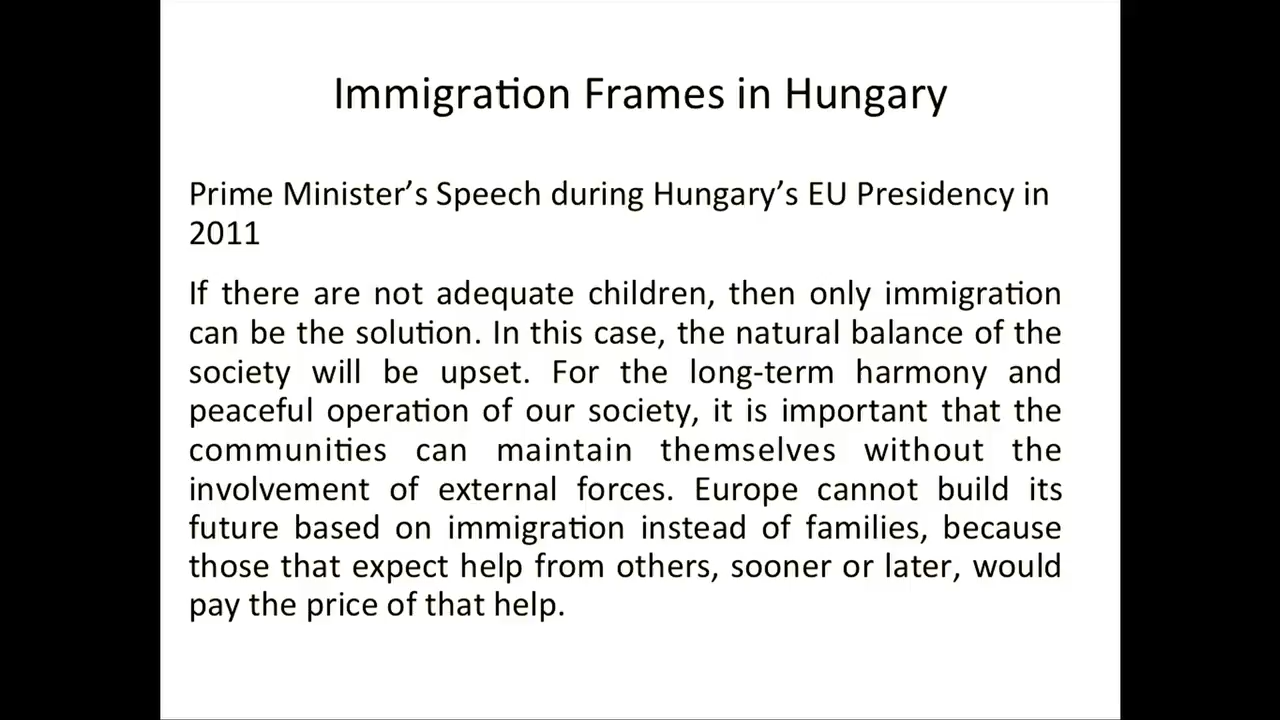 Immigration Frames in Hungary
Prime Minister’s Speech during Hungary’s EU Presidency in
2011
If there are not adequate children, then only immigration
can be the solution. In this case, the natural balance of the
society will be upset. For the long-term harmony and
peaceful operation of our society, it is important that the
communities can maintain themselves without the
involvement of external forces. Europe cannot build its
future based on immigration instead of families, because
those that expect help from others, sooner or later, would
pay the price of that help.